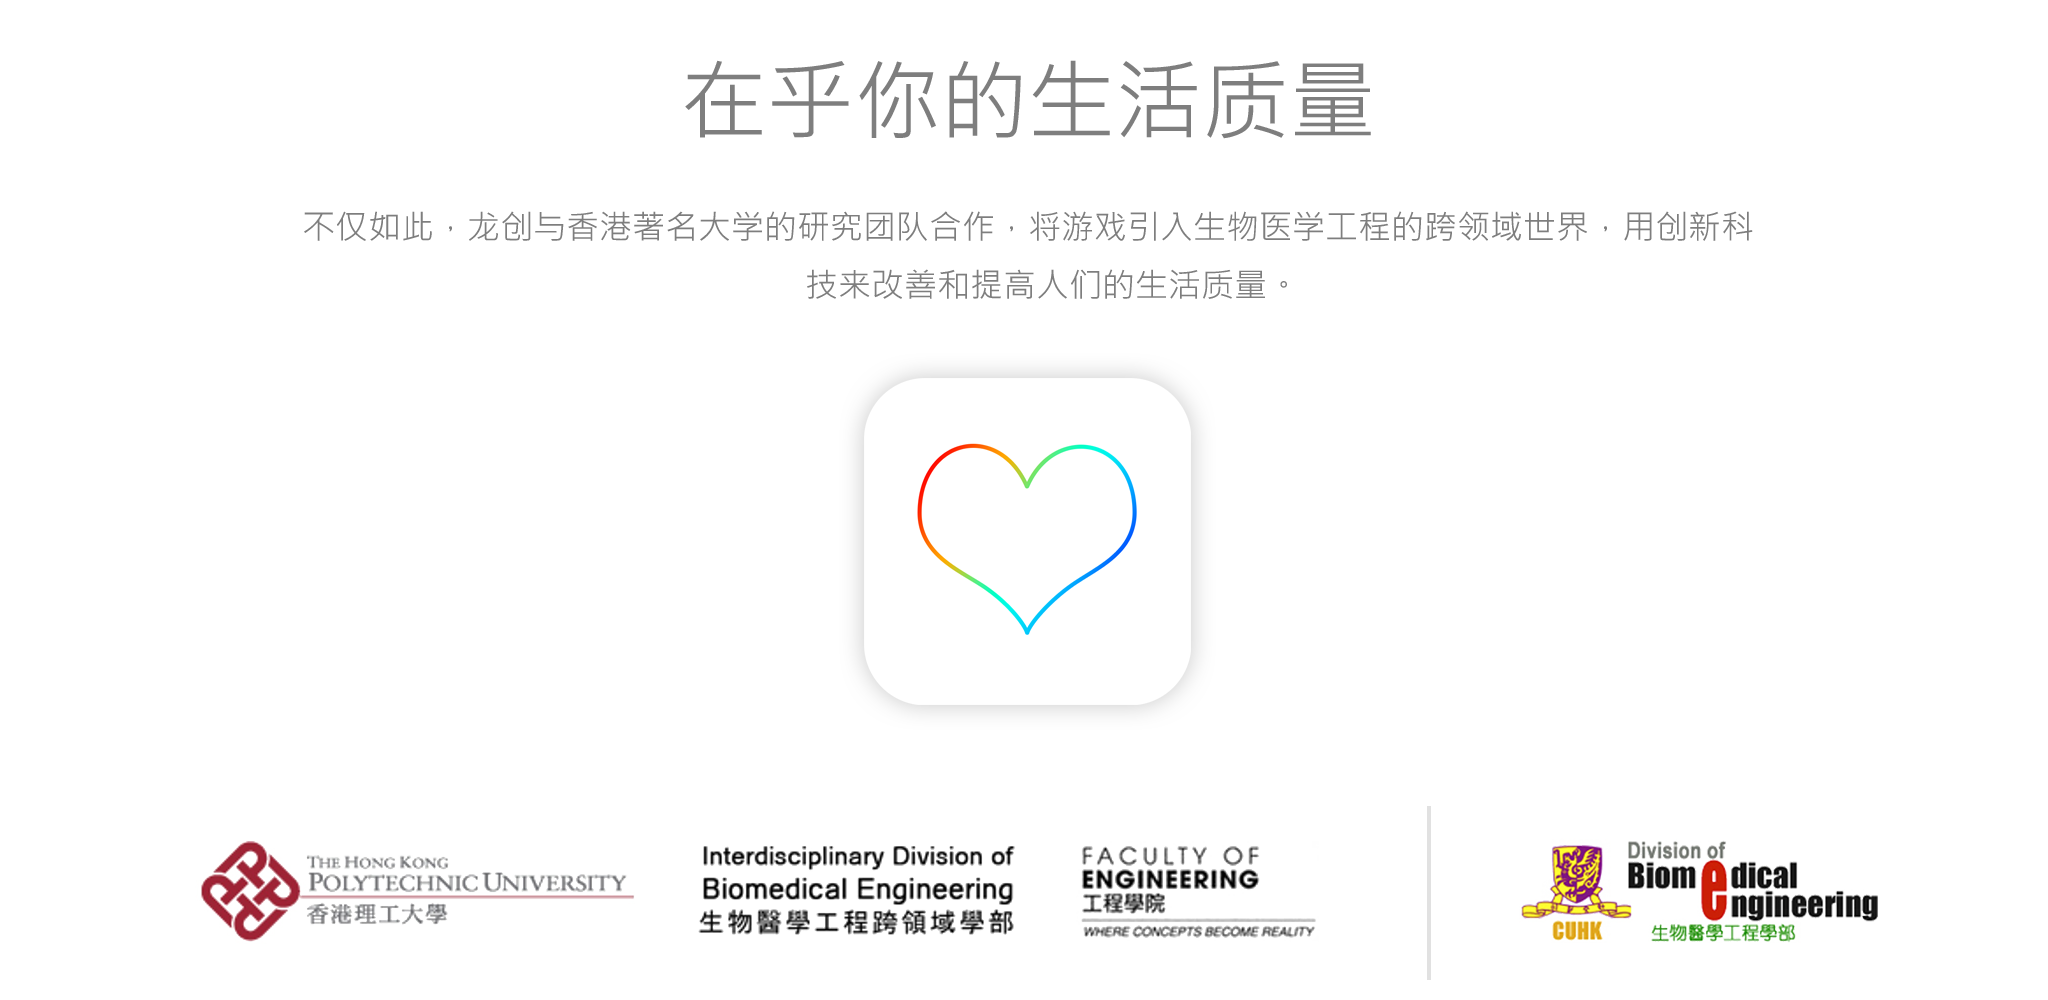 在乎你的生活质量
不仅如此，龙创与香港著名大学的研究团队合作，将游戏引入生物医学工程的跨领域世界，用创新科
技来改善和提高人们的生活质量。
THE HONG KONG
POLYTECHNIC UNIVERSITY
香港理工大學
Interdisciplinary Division of
Biomedical Engineering
生物醫學工程跨領域學部
FACULTY OF
ENGINEERING
工程學院
WHERE CONCEPTS BECOME REALITY
CUHK
Division of
Biomedical
engineering
生物醫學工程學部